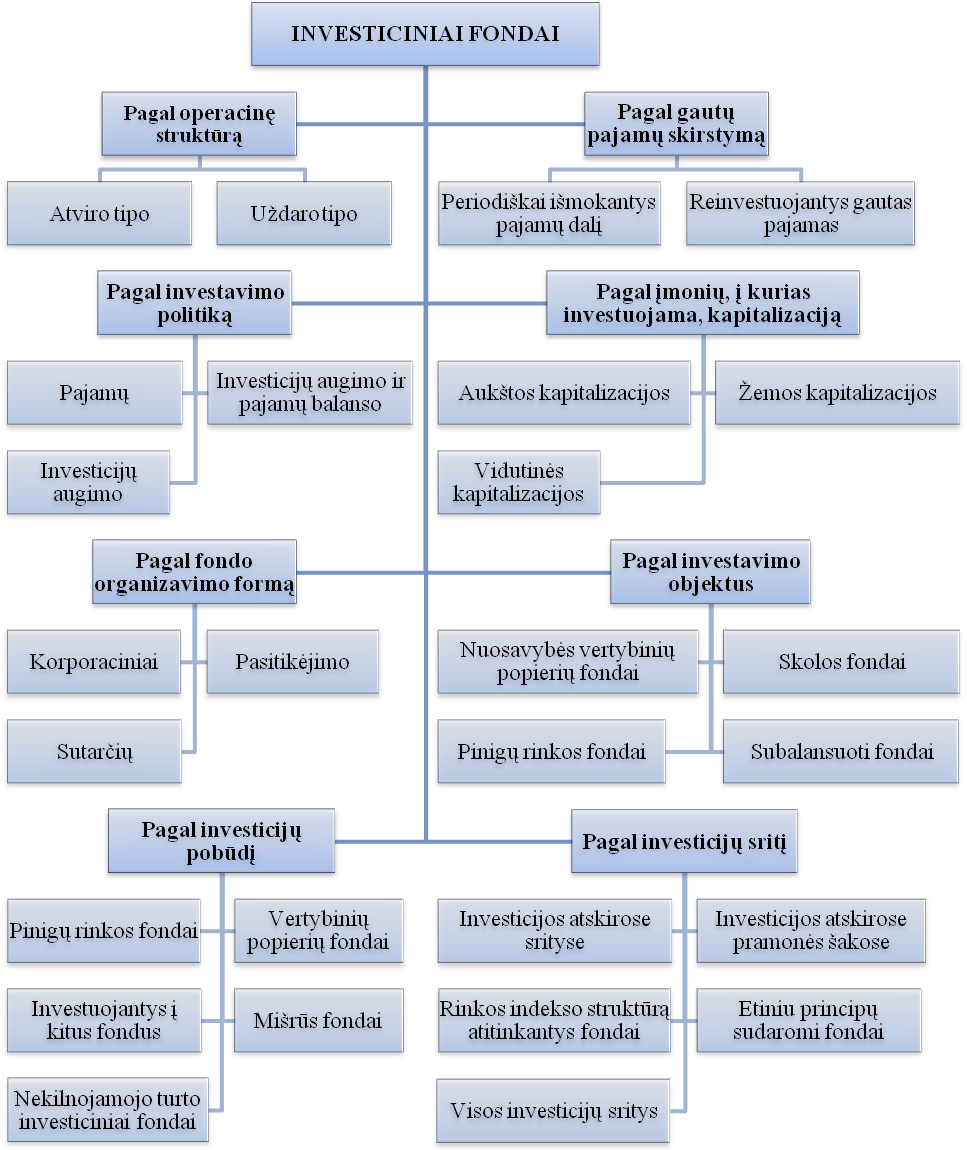 INVESTICINIAI FONDAI
Pagal operacinę
struktūrą
Pagal gautų
pajamų skirstymą
Atviro tipo
Uždaro tipo
Periodiškai išmokantys
pajamų dalį
Reinvestuojantys gautas
pajamas
Pagal investavimo
politiką
Pagal įmonių, į kurias
investuojama, kapitalizaciją
Pajamų
Investicijų augimo ir
pajamų balanso
Aukštos kapitalizacijos
Žemos kapitalizacijos
Investicijų
augimo
Vidutinės
kapitalizacijos
Pagal fondo
organizavimo formą
Pagal investavimo
objektus
Korporaciniai
Pasitikėjimo
Nuosavybės vertybinių
popierių fondai
Skolos fondai
Sutarčių
Pinigų rinkos fondai
Subalansuoti fondai
Pagal investicijų
pobūdį
Pagal investicijų sritį
Pinigų rinkos fondai
Vertybinių
popierių fondai
Investicijos atskirose
srityse
Investicijos atskirose
pramonės šakose
Investuojantys į
kitus fondus
Mišrūs fondai
Rinkos indekso struktūrą
atitinkantys fondai
Etiniu principų
sudaromi fondai
Nekilnojamojo turto
investiciniai fondai
Visos investicijų sritys